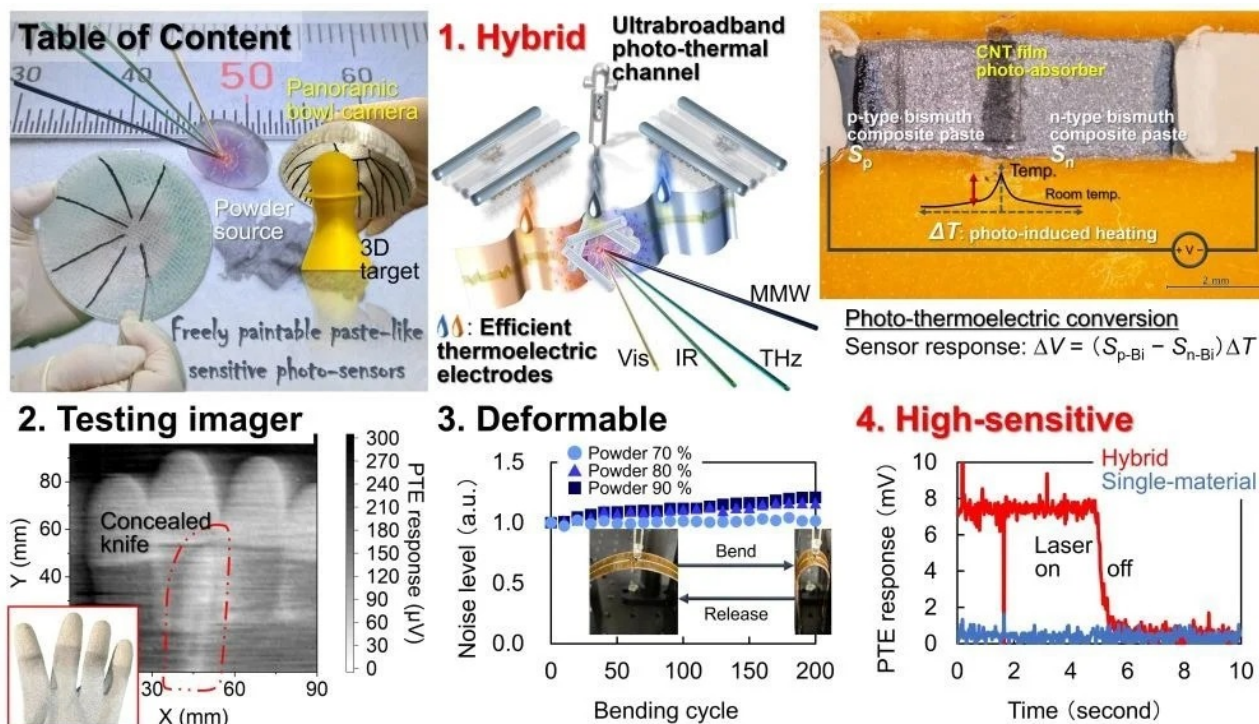 Table of Content
30
40
50
60
Panoramic
bowl-camera
Powder
source
3D
target
Freely paintable paste-like
sensitive photo-sensors
1. Hybrid
Ultrabroadband
photo-thermal
channel
MMW
THz
IR
Vis
: Efficient
thermoelectric
electrodes
CNT film
photo-absorber
p-type bismuth
composite paste
Sp
n-type bismuth
composite paste
Sn
Temp.
Room temp.
ΔT: photo-induced heating
+ V −
2 mm
Photo-thermoelectric conversion
Sensor response: ΔV = (Sp-Bi − Sn-Bi)ΔT
2. Testing imager
Concealed
knife
Y (mm)
80
60
40
30
60
90
X (mm)
300
270
240
210
180
150
120
90
60
30
0
PTE response (µV)
3. Deformable
Powder 70 %
Powder 80 %
Powder 90 %
Noise level (a.u.)
1.5
1.0
0.5
0.0
Bend
Release
0 50 100 150 200
Bending cycle
4. High-sensitive
Hybrid
Single-material
Laser
on
off
PTE response (mV)
10
8
6
4
2
0
0 2 4 6 8 10
Time (second)